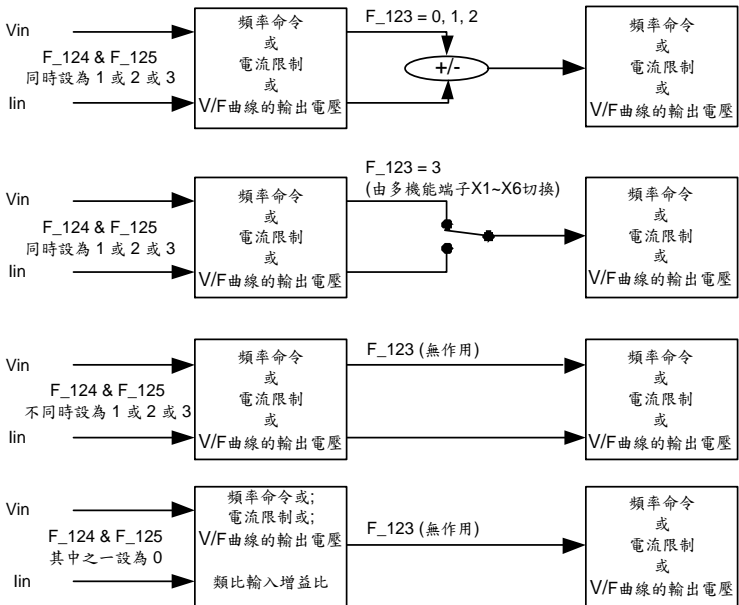 Vin
F_124 & F_125
同時設為 1 或 2 或 3
Iin
頻率命令
或
電流限制
或
V/F曲線的輸出電壓
F_123 = 0, 1, 2
+/-
頻率命令
或
電流限制
或
V/F曲線的輸出電壓
Vin
F_124 & F_125
同時設為 1 或 2 或 3
Iin
頻率命令
或
電流限制
或
V/F曲線的輸出電壓
F_123 = 3
(由多機能端子X1~X6切換)
頻率命令
或
電流限制
或
V/F曲線的輸出電壓
Vin
F_124 & F_125
不同時設為 1 或 2 或 3
Iin
頻率命令
或
電流限制
或
V/F曲線的輸出電壓
F_123 (無作用)
頻率命令
或
電流限制
或
V/F曲線的輸出電壓
Vin
F_124 & F_125
其中之一設為 0
Iin
頻率命令或;
電流限制或;
V/F曲線的輸出電壓
類比輸入增益比
F_123 (無作用)
頻率命令
或
電流限制
或
V/F曲線的輸出電壓